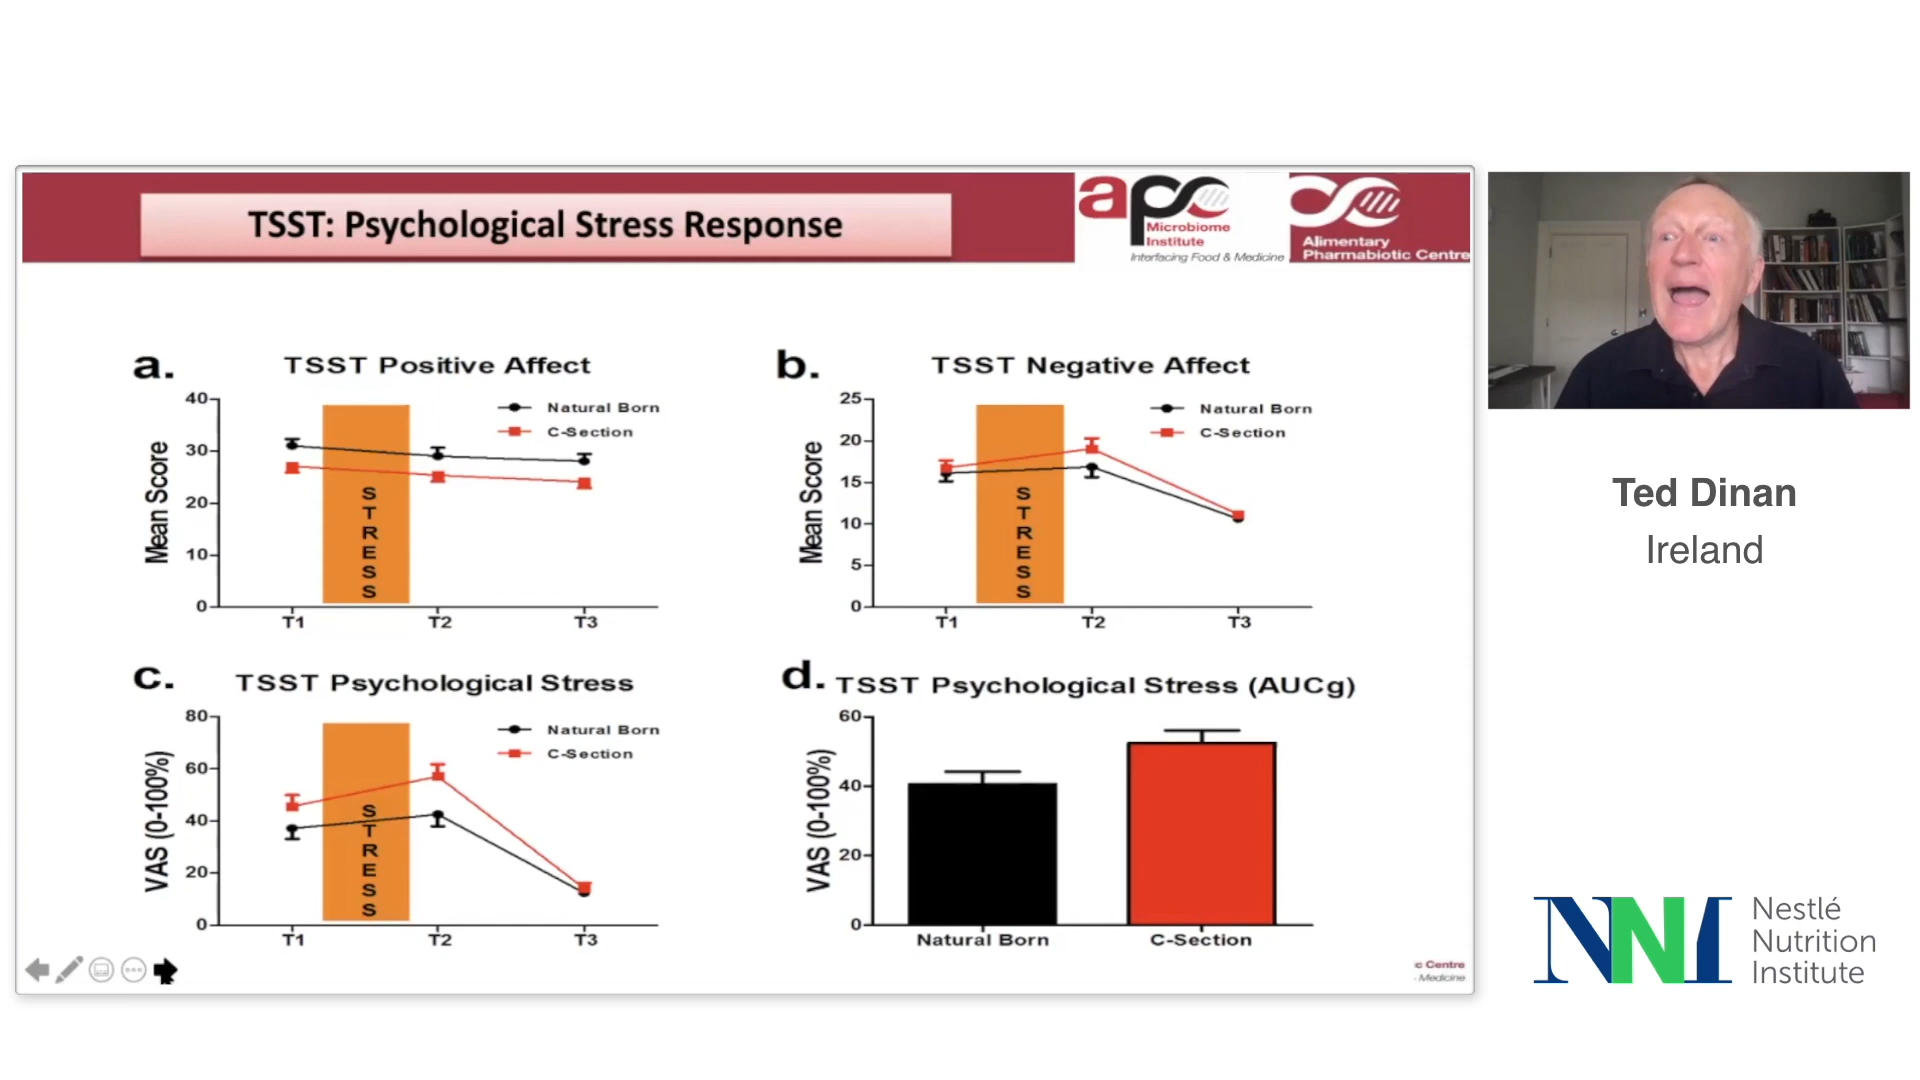 TSST: Psychological Stress Response
apc
Microbiome
Institute
Interfacing Food & Medicine
Alimentary
Pharmabiotic Centre
a.
TSST Positive Affect
Mean Score
40
30
20
10
0
Natural Born
C-Section
STRESS
T1 T2 T3
b.
TSST Negative Affect
Mean Score
25
20
15
10
5
0
Natural Born
C-Section
STRESS
T1 T2 T3
c.
TSST Psychological Stress
VAS (0-100%)
80
60
40
20
0
Natural Born
C-Section
STRESS
T1 T2 T3
d.
TSST Psychological Stress (AUCg)
VAS (0-100%)
60
40
20
0
Natural Born C-Section
c Centre
Medicine
Ted Dinan
Ireland
NNI
Nestlé
Nutrition
Institute